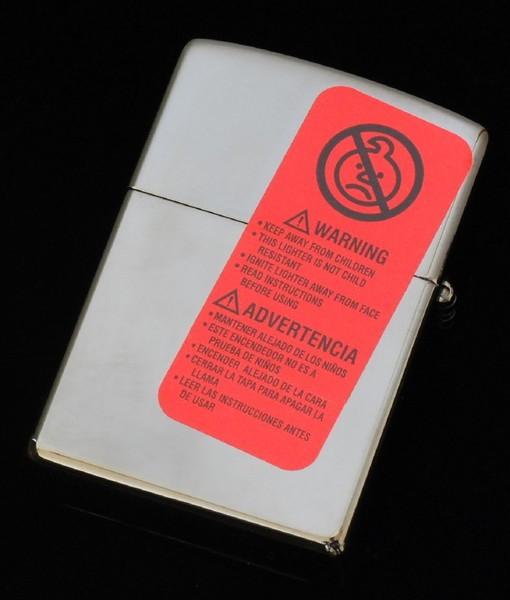 WARNING
• KEEP AWAY FROM CHILDREN
• THIS LIGHTER IS NOT CHILD
RESISTANT
• IGNITE LIGHTER AWAY FROM FACE
• READ INSTRUCTIONS
BEFORE USING
ADVERTENCIA
• MANTENER ALEJADO DE LOS NIÑOS
• ESTE ENCENDEDOR NO ES A
PRUEBA DE NIÑOS
• ENCENDER ALEJADO DE LA CARA
• CERRAR LA TAPA PARA APAGAR LA
LLAMA
• LEER LAS INSTRUCCIONES ANTES
DE USAR